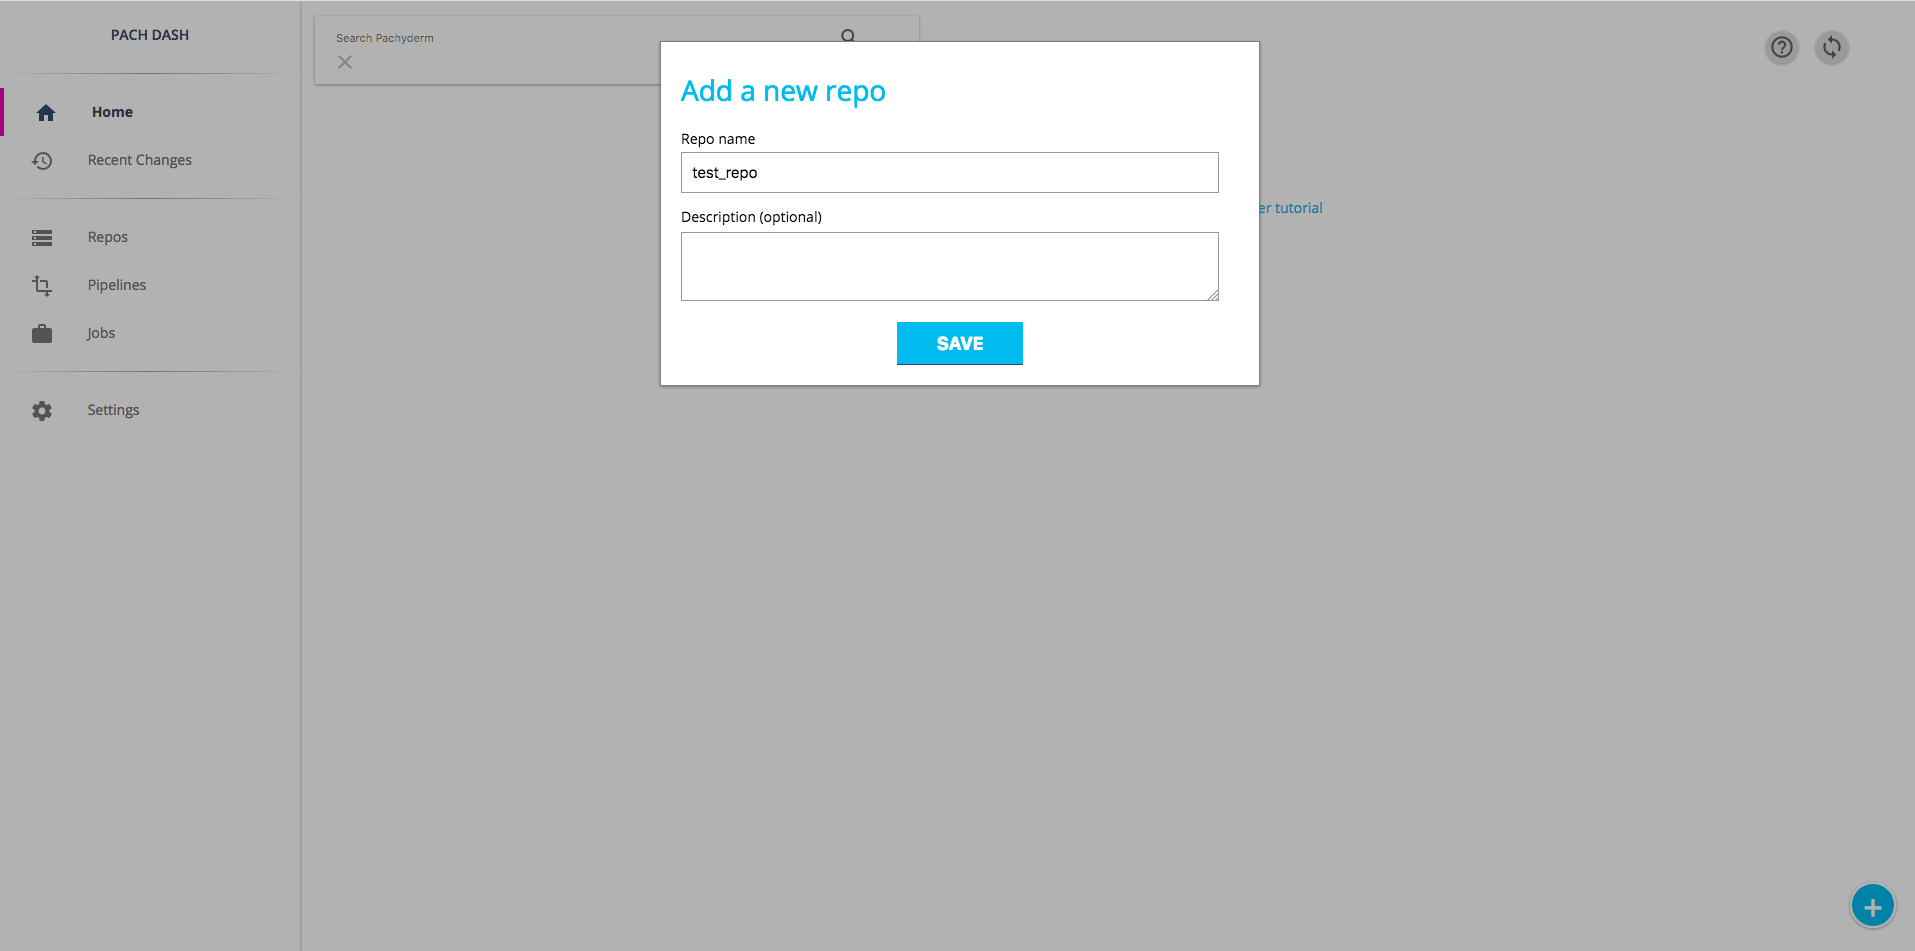 PACH DASH
Home
Recent Changes
Repos
Pipelines
Jobs
Settings
Search Pachyderm
Add a new repo
Repo name
test_repo
Description (optional)
SAVE
tutorial